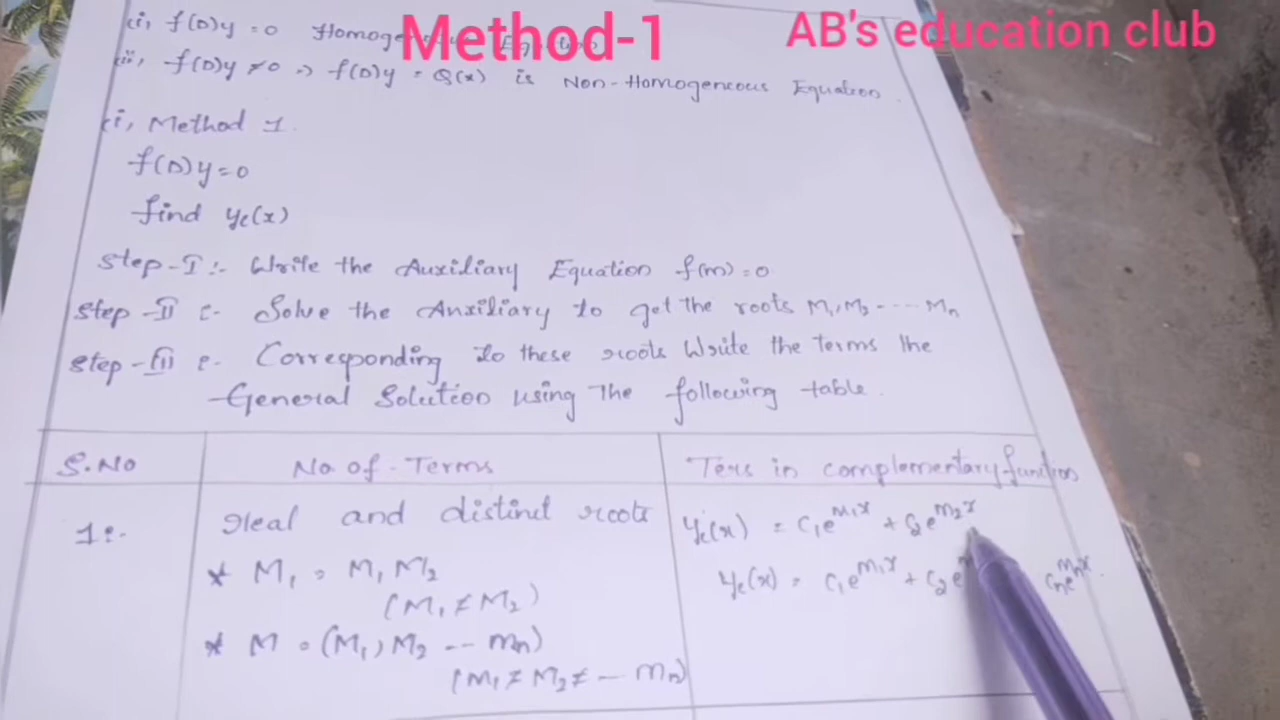 Method-1
AB's education club
(i, f(D)y = 0 Homogeneous Equation
(ii, f(D)y ≠ 0 => f(D)y = Q(x) is Non-Homogeneous Equation.
(i, Method 1.
f(D)y=0
find yc(x)
Step-I :- Write the Auxiliary Equation f(m)=0
Step-II :- Solve the Auxiliary to get the roots M1, M2 ---- Mn
Step-III :- Corresponding to these roots Write the terms the
General Solution using The following table.
S.No No of Terms Ters in complementary function
1:- Real and distinct roots yc(x) = c1e^m1x + c2e^m2x
* M1 = M1 M2 yc(x) = c1e^m1x + c2e cne^mnx.
(M1 ≠ M2)
* M = (M1, M2 --- mn)
(M1 ≠ M2 ≠ --- mn)